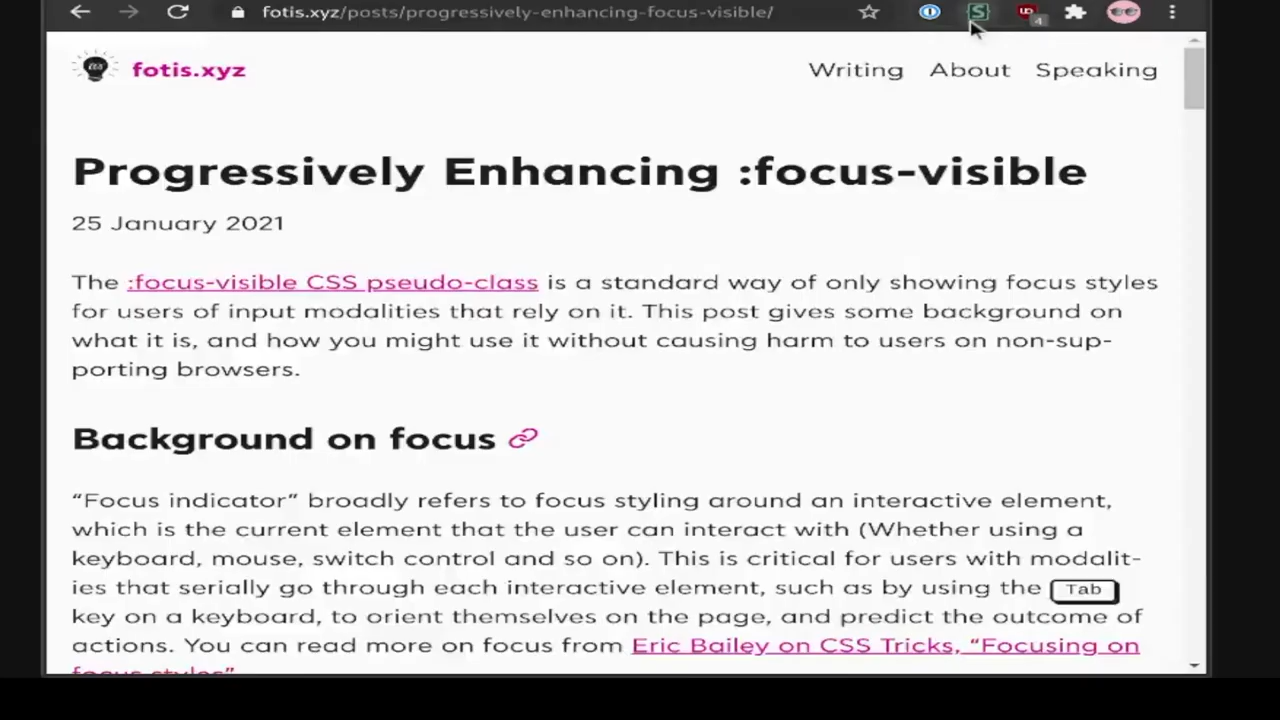 fotis.xyz/posts/progressively-enhancing-focus-visible/
S
UD
4
fotis.xyz
Writing About Speaking
Progressively Enhancing :focus-visible
25 January 2021
The :focus-visible CSS pseudo-class is a standard way of only showing focus styles
for users of input modalities that rely on it. This post gives some background on
what it is, and how you might use it without causing harm to users on non-sup-
porting browsers.
Background on focus
“Focus indicator” broadly refers to focus styling around an interactive element,
which is the current element that the user can interact with (Whether using a
keyboard, mouse, switch control and so on). This is critical for users with modalit-
ies that serially go through each interactive element, such as by using the Tab
key on a keyboard, to orient themselves on the page, and predict the outcome of
actions. You can read more on focus from Eric Bailey on CSS Tricks, “Focusing on
focus styles”